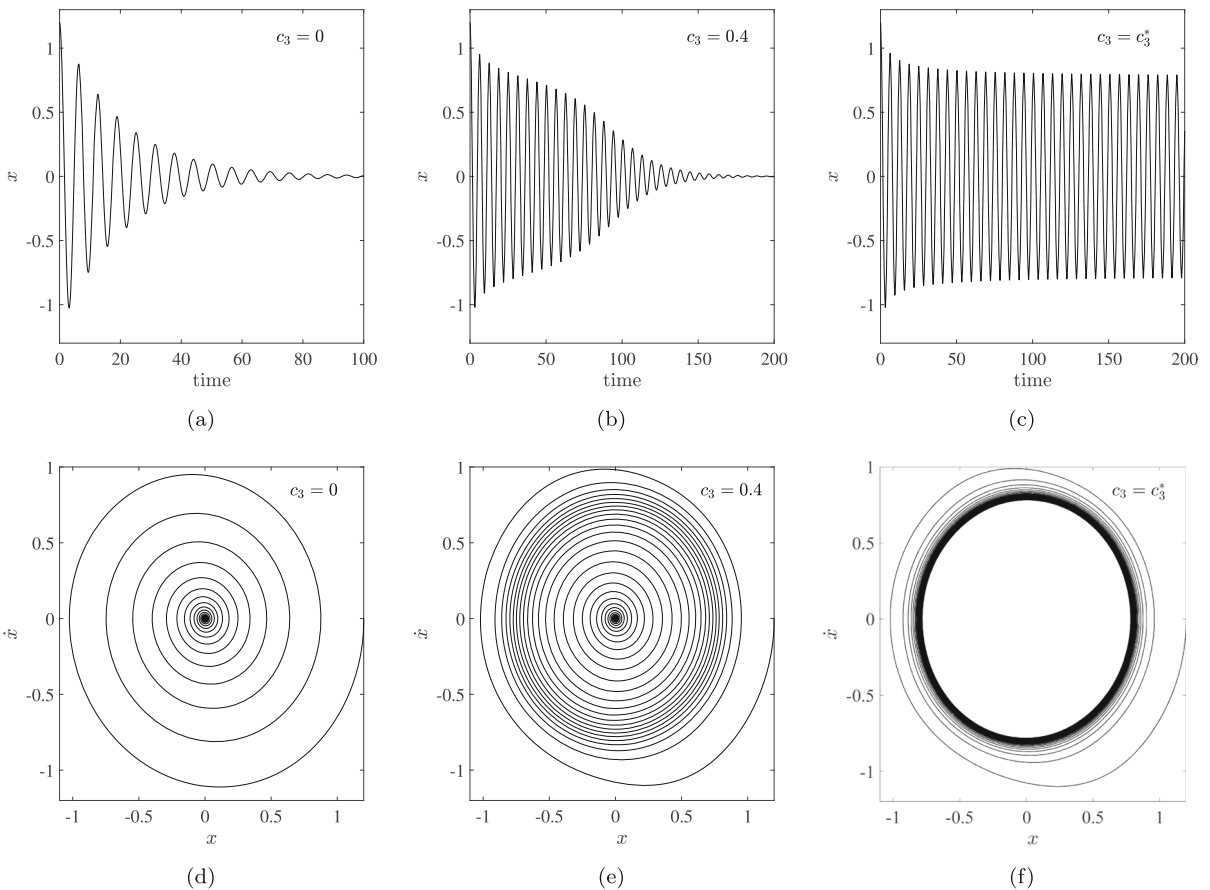 c₃ = 0
x
1
0.5
0
-0.5
-1
0 20 40 60 80 100
time
(a)
c₃ = 0.4
x
1
0.5
0
-0.5
-1
0 50 100 150 200
time
(b)
c₃ = c₃*
x
1
0.5
0
-0.5
-1
0 50 100 150 200
time
(c)
c₃ = 0
ẋ
1
0.5
0
-0.5
-1
-1 -0.5 0 0.5 1
x
(d)
c₃ = 0.4
ẋ
1
0.5
0
-0.5
-1
-1 -0.5 0 0.5 1
x
(e)
c₃ = c₃*
ẋ
1
0.5
0
-0.5
-1
-1 -0.5 0 0.5 1
x
(f)